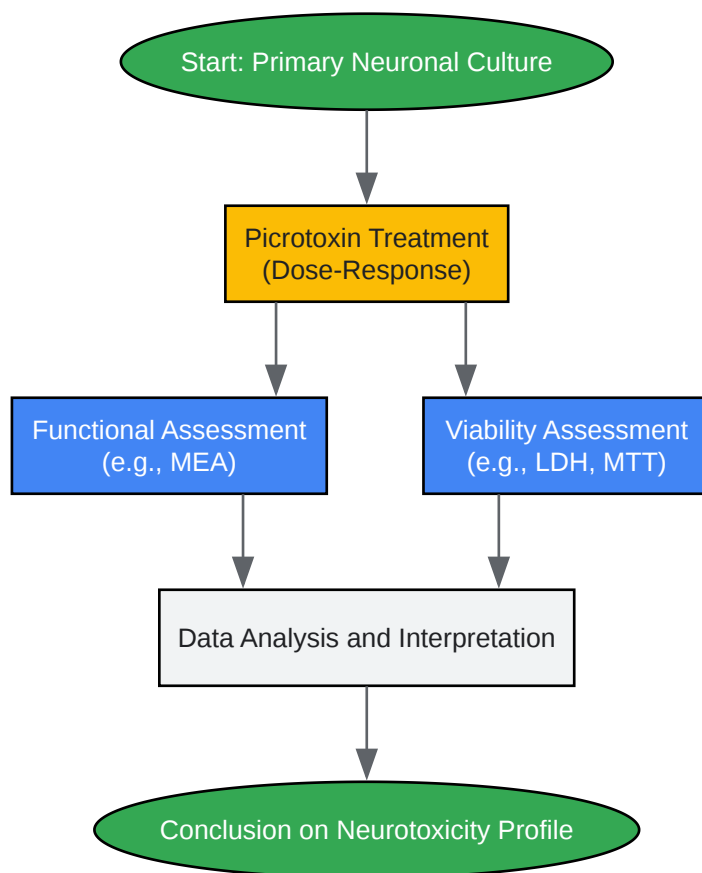 Start: Primary Neuronal Culture
Picrotoxin Treatment
(Dose-Response)
Functional Assessment
(e.g., MEA)
Viability Assessment
(e.g., LDH, MTT)
Data Analysis and Interpretation
Conclusion on Neurotoxicity Profile